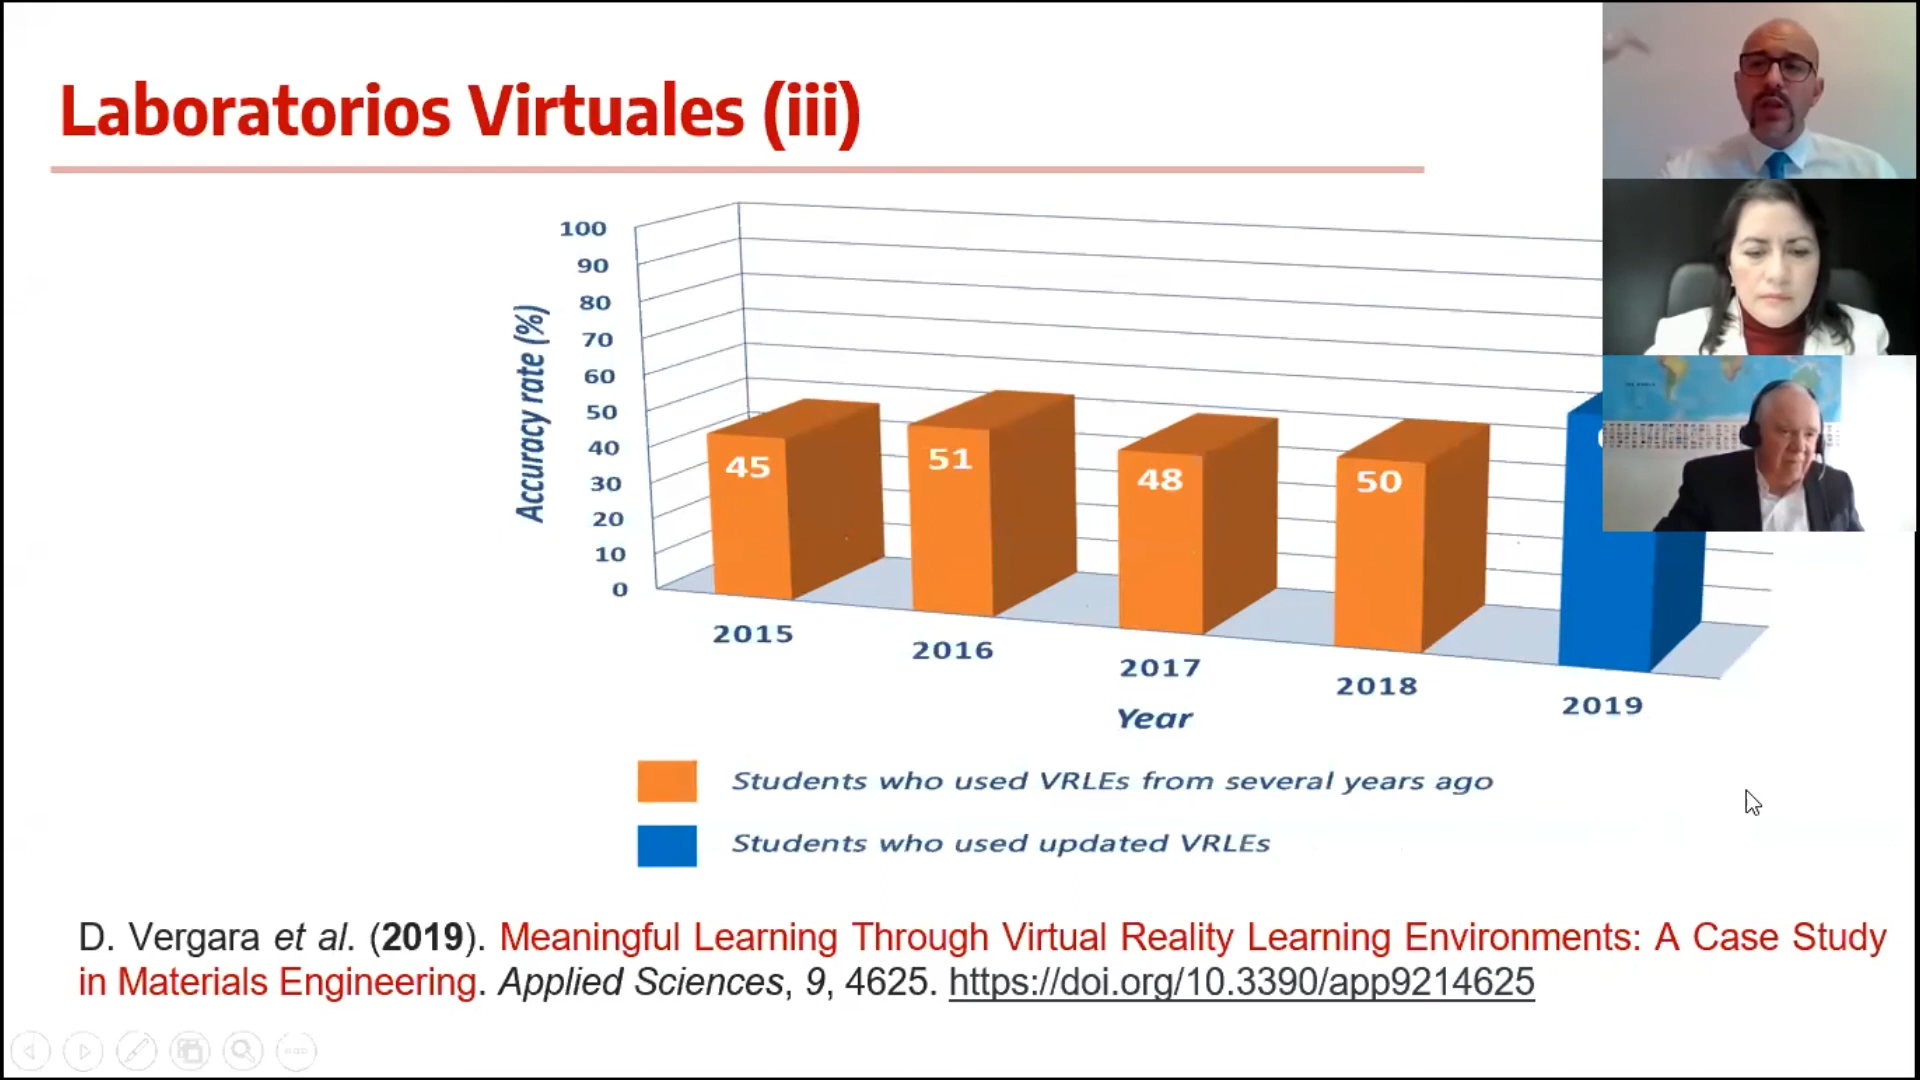 Laboratorios Virtuales (iii)
100
90
80
70
60
50
40
30
20
10
0
Accuracy rate (%)
45
51
48
50
2015
2016
2017
2018
2019
Year
Students who used VRLEs from several years ago
Students who used updated VRLEs
D. Vergara et al. (2019). Meaningful Learning Through Virtual Reality Learning Environments: A Case Study
in Materials Engineering. Applied Sciences, 9, 4625. https://doi.org/10.3390/app9214625